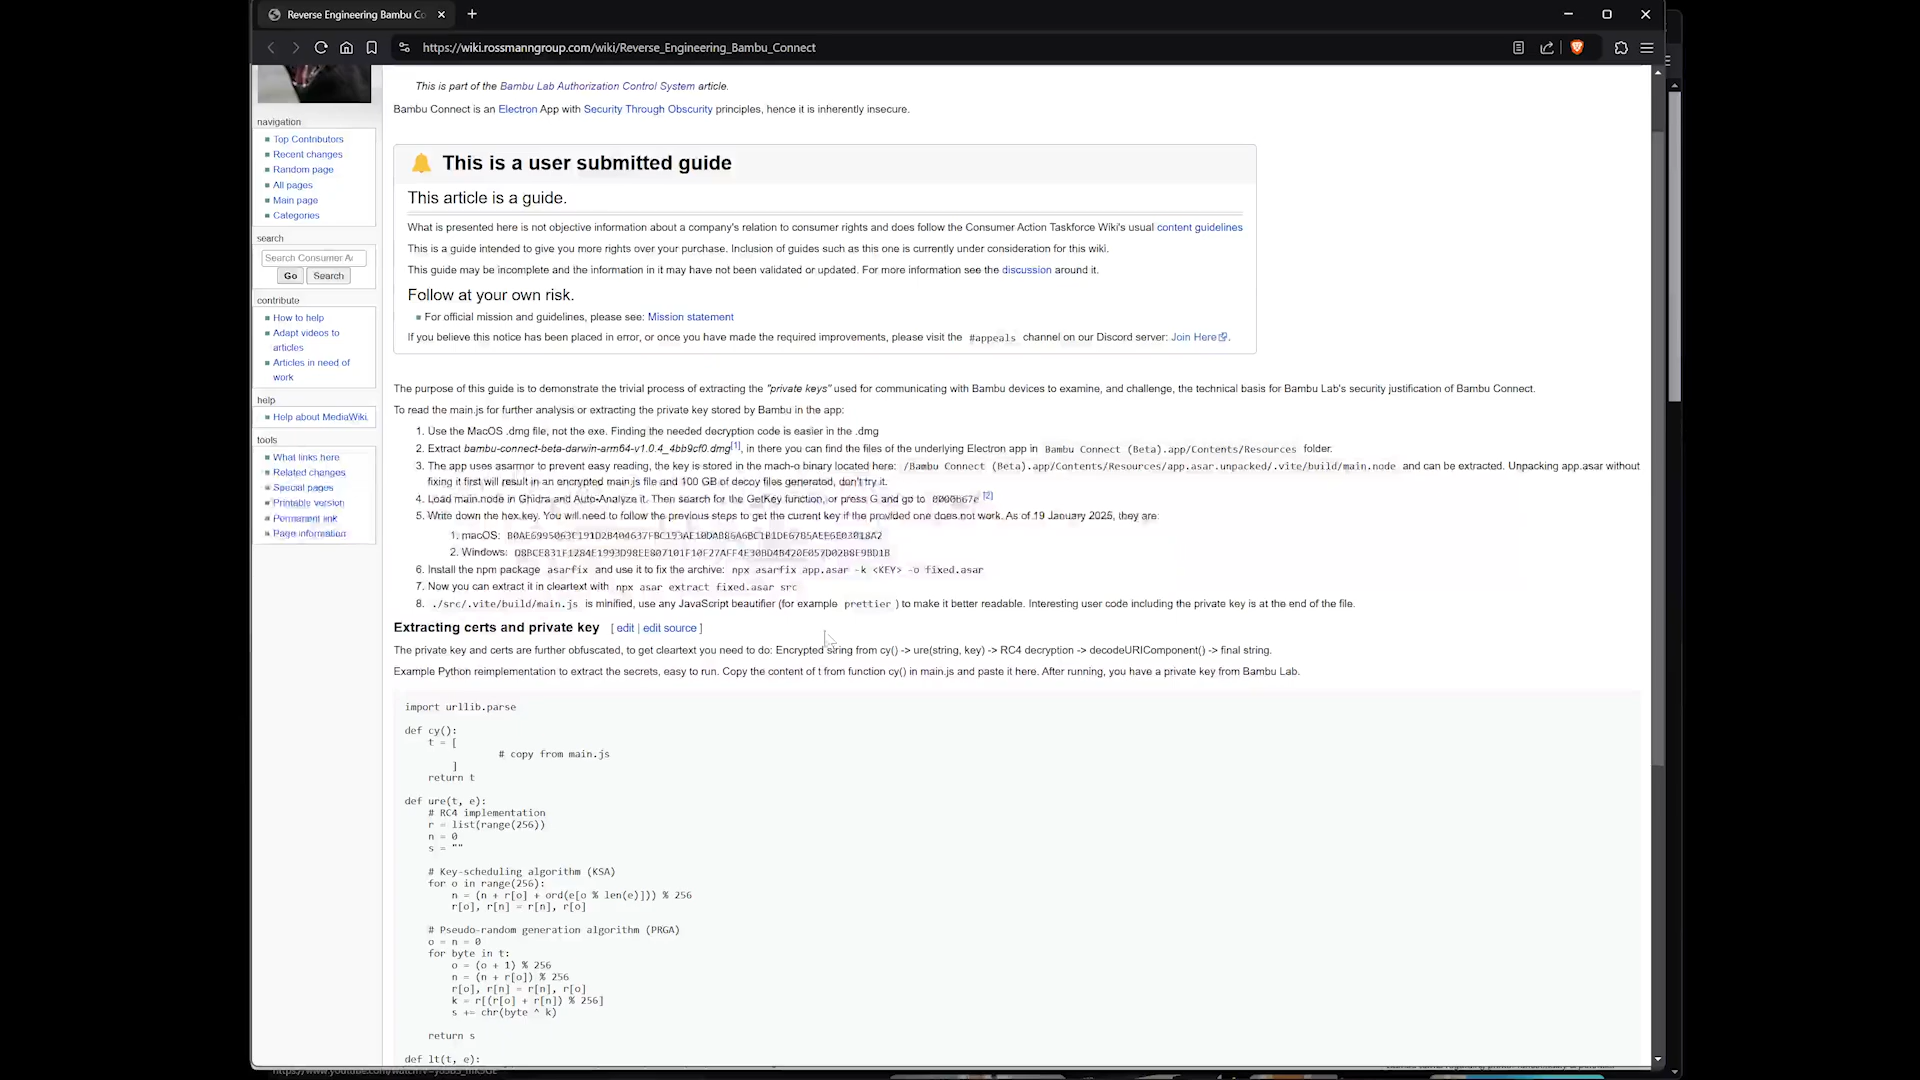 Reverse Engineering Bambu Co
https://wiki.rossmanngroup.com/wiki/Reverse_Engineering_Bambu_Connect
This is part of the Bambu Lab Authorization Control System article.
Bambu Connect is an Electron App with Security Through Obscurity principles, hence it is inherently insecure.
navigation
Top Contributors
Recent changes
Random page
All pages
Main page
Categories
search
Search Consumer Ac
Go Search
contribute
How to help
Adapt videos to
articles
Articles in need of
work
help
Help about MediaWiki
tools
What links here
Related changes
Special pages
Printable version
Permanent link
Page information
This is a user submitted guide
This article is a guide.
What is presented here is not objective information about a company's relation to consumer rights and does follow the Consumer Action Taskforce Wiki's usual content guidelines
This is a guide intended to give you more rights over your purchase. Inclusion of guides such as this one is currently under consideration for this wiki.
This guide may be incomplete and the information in it may have not been validated or updated. For more information see the discussion around it.
Follow at your own risk.
For official mission and guidelines, please see: Mission statement
If you believe this notice has been placed in error, or once you have made the required improvements, please visit the #appeals channel on our Discord server: Join Here.
The purpose of this guide is to demonstrate the trivial process of extracting the "private keys" used for communicating with Bambu devices to examine, and challenge, the technical basis for Bambu Lab's security justification of Bambu Connect.
To read the main.js for further analysis or extracting the private key stored by Bambu in the app:
1. Use the MacOS .dmg file, not the exe. Finding the needed decryption code is easier in the .dmg
2. Extract bambu-connect-beta-darwin-arm64-v1.0.4_4bb9cf0.dmg[1], in there you can find the files of the underlying Electron app in Bambu Connect (Beta).app/Contents/Resources folder.
3. The app uses asarmor to prevent easy reading, the key is stored in the mach-o binary located here: /Bambu Connect (Beta).app/Contents/Resources/app.asar.unpacked/.vite/build/main.node and can be extracted. Unpacking app.asar without
fixing it first will result in an encrypted main.js file and 100 GB of decoy files generated, don't try it.
4. Load main.node in Ghidra and Auto-Analyze it. Then search for the GetKey function, or press G and go to [2]
5. Write down the hex key. You will need to follow the previous steps to get the current key if the provided one does not work. As of 19 January 2025, they are:
1. macOS:
2. Windows:
6. Install the npm package asarfix and use it to fix the archive: npx asarfix app.asar -k <KEY> -o fixed.asar
7. Now you can extract it in cleartext with npx asar extract fixed.asar src
8. ./src/.vite/build/main.js is minified, use any JavaScript beautifier (for example prettier ) to make it better readable. Interesting user code including the private key is at the end of the file.
Extracting certs and private key [ edit | edit source ]
The private key and certs are further obfuscated, to get cleartext you need to do: Encrypted string from cy() -> ure(string, key) -> RC4 decryption -> decodeURIComponent() -> final string.
Example Python reimplementation to extract the secrets, easy to run. Copy the content of t from function cy() in main.js and paste it here. After running, you have a private key from Bambu Lab.
import urllib.parse
def cy():
t = [
# copy from main.js
]
return t
def ure(t, e):
# RC4 implementation
r = list(range(256))
n = 0
s = ""
# Key-scheduling algorithm (KSA)
for o in range(256):
n = (n + r[o] + ord(e[o % len(e)])) % 256
r[o], r[n] = r[n], r[o]
# Pseudo-random generation algorithm (PRGA)
o = n = 0
for byte in t:
o = (o + 1) % 256
n = (n + r[o]) % 256
r[o], r[n] = r[n], r[o]
k = r[(r[o] + r[n]) % 256]
s += chr(byte ^ k)
return s
def lt(t, e):